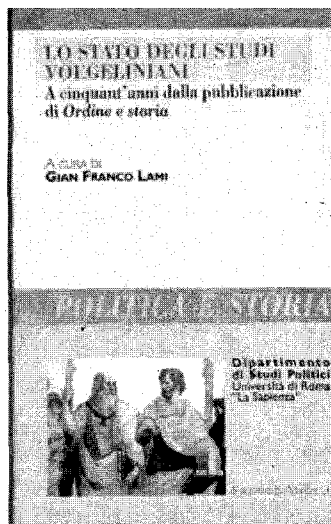 LO STATO DEGLI STUDI
VOEGELINIANI
A cinquant'anni dalla pubblicazione
di Ordine e storia
A CURA DI
GIAN FRANCO LAMI
POLITICA E STORIA
Dipartimento
di Studi Politici
Università di Roma
"La Sapienza"